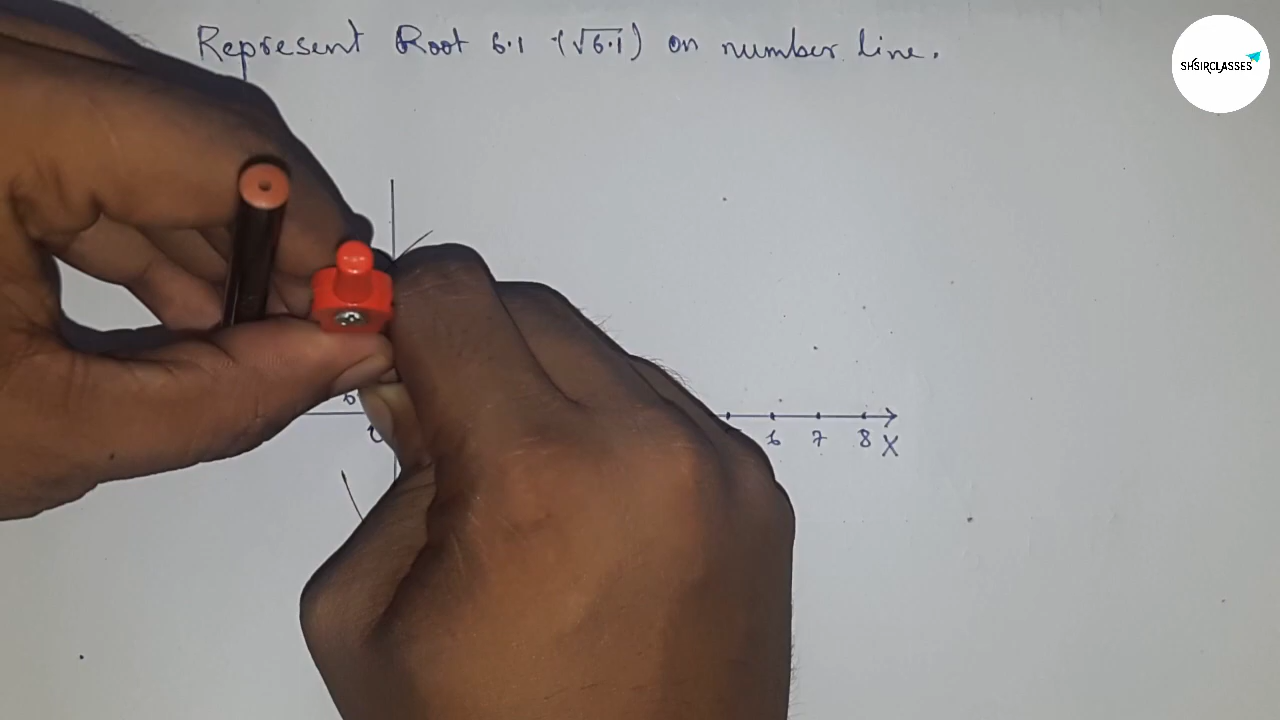 Represent Root 6.1 (√6.1) on number line.
SHSIRCLASSES
6 7 8 X